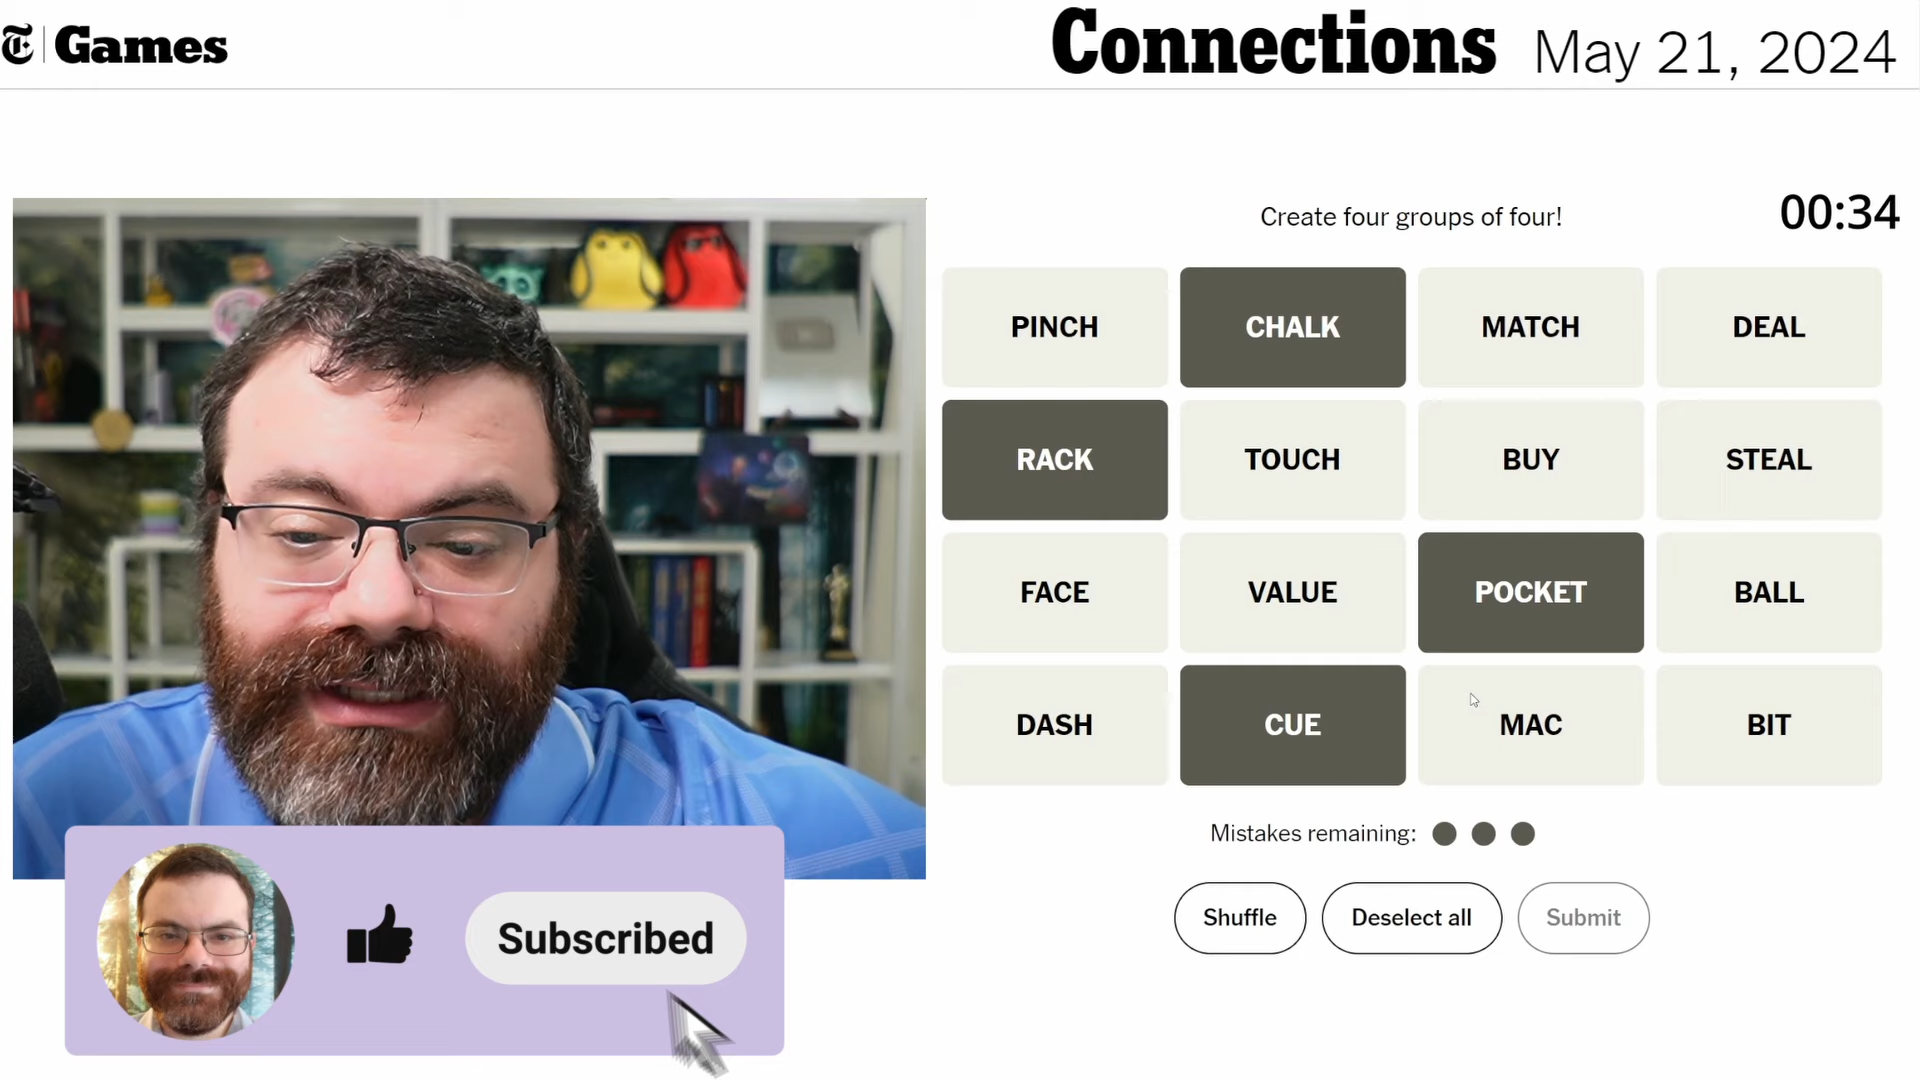 T Games
Connections May 21, 2024
Create four groups of four!
00:34
PINCH CHALK MATCH DEAL
RACK TOUCH BUY STEAL
FACE VALUE POCKET BALL
DASH CUE MAC BIT
Mistakes remaining:
Shuffle Deselect all Submit
Subscribed